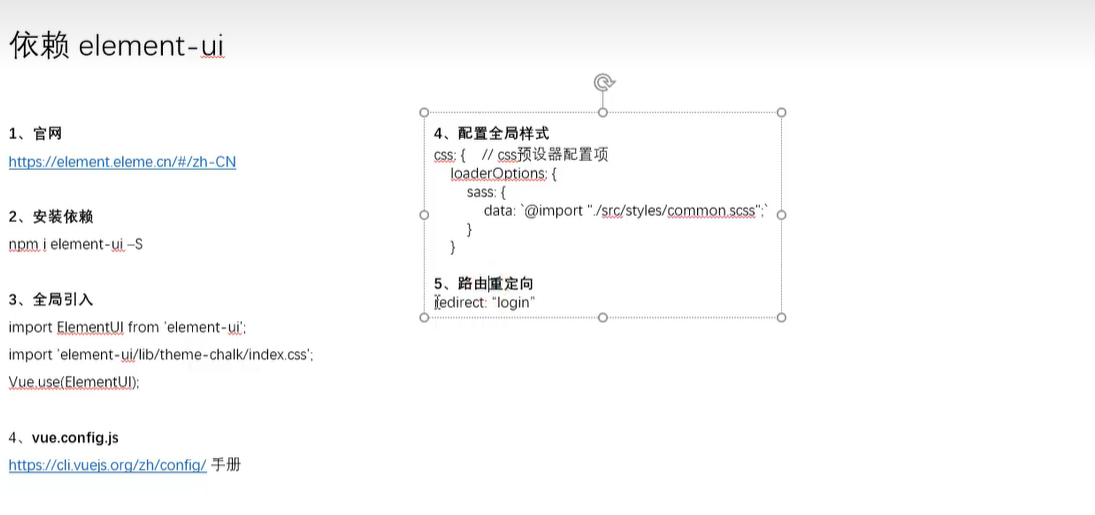 依赖 element-ui
1、官网
https://element.eleme.cn/#/zh-CN
2、安装依赖
npm i element-ui –S
3、全局引入
import ElementUI from 'element-ui';
import 'element-ui/lib/theme-chalk/index.css';
Vue.use(ElementUI);
4、vue.config.js
https://cli.vuejs.org/zh/config/ 手册
4、配置全局样式
css: { // css预设器配置项
loaderOptions: {
sass: {
data: `@import "./src/styles/common.scss";`
}
}
5、路由重定向
redirect: "login"